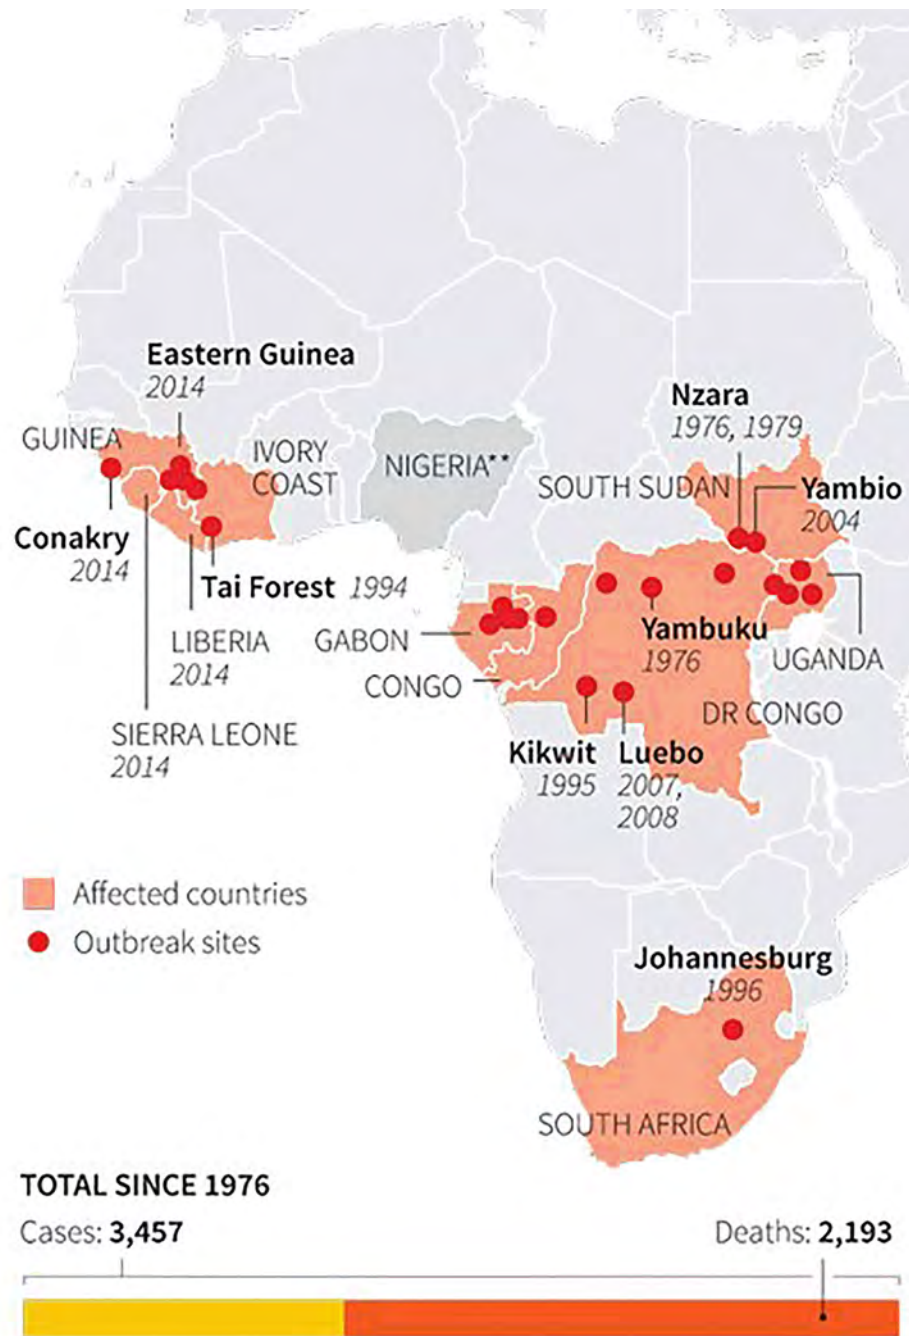 Eastern Guinea
2014
GUINEA
IVORY
COAST
NIGERIA**
Nzara
1976, 1979
SOUTH SUDAN
Yambio
2004
Conakry
2014
Tai Forest 1994
LIBERIA
2014
SIERRA LEONE
2014
GABON
CONGO
Yambuku
1976
UGANDA
DR CONGO
Kikwit
1995
Luebo
2007,
2008
Affected countries
Outbreak sites
Johannesburg
1996
SOUTH AFRICA
TOTAL SINCE 1976
Cases: 3,457
Deaths: 2,193